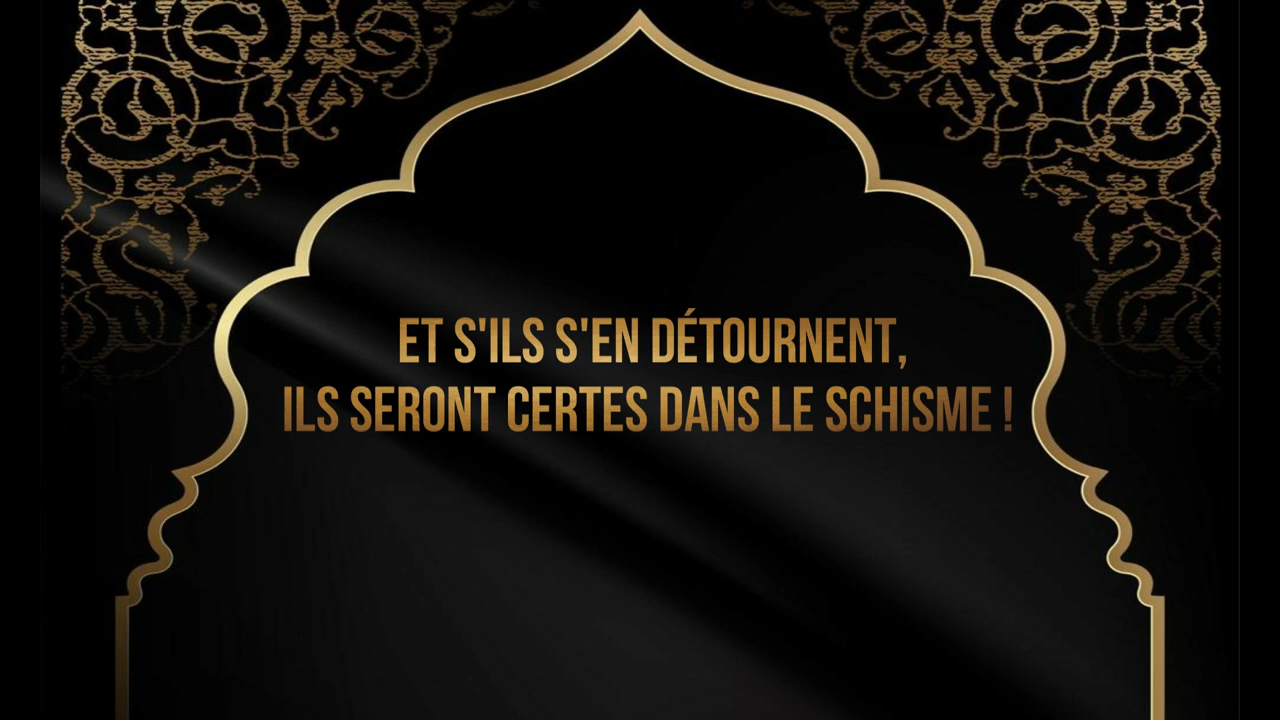 ET S'ILS S'EN DÉTOURNENT,
ILS SERONT CERTES DANS LE SCHISME !